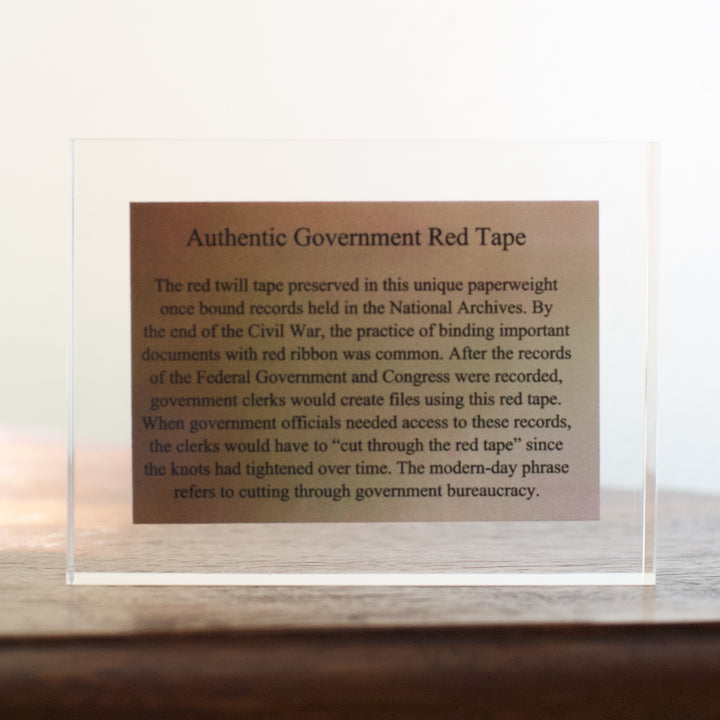 Authentic Government Red Tape
The red twill tape preserved in this unique paperweight
once bound records held in the National Archives. By
the end of the Civil War, the practice of binding important
documents with red ribbon was common. After the records
of the Federal Government and Congress were recorded,
government clerks would create files using this red tape.
When government officials needed access to these records,
the clerks would have to “cut through the red tape” since
the knots had tightened over time. The modern-day phrase
refers to cutting through government bureaucracy.